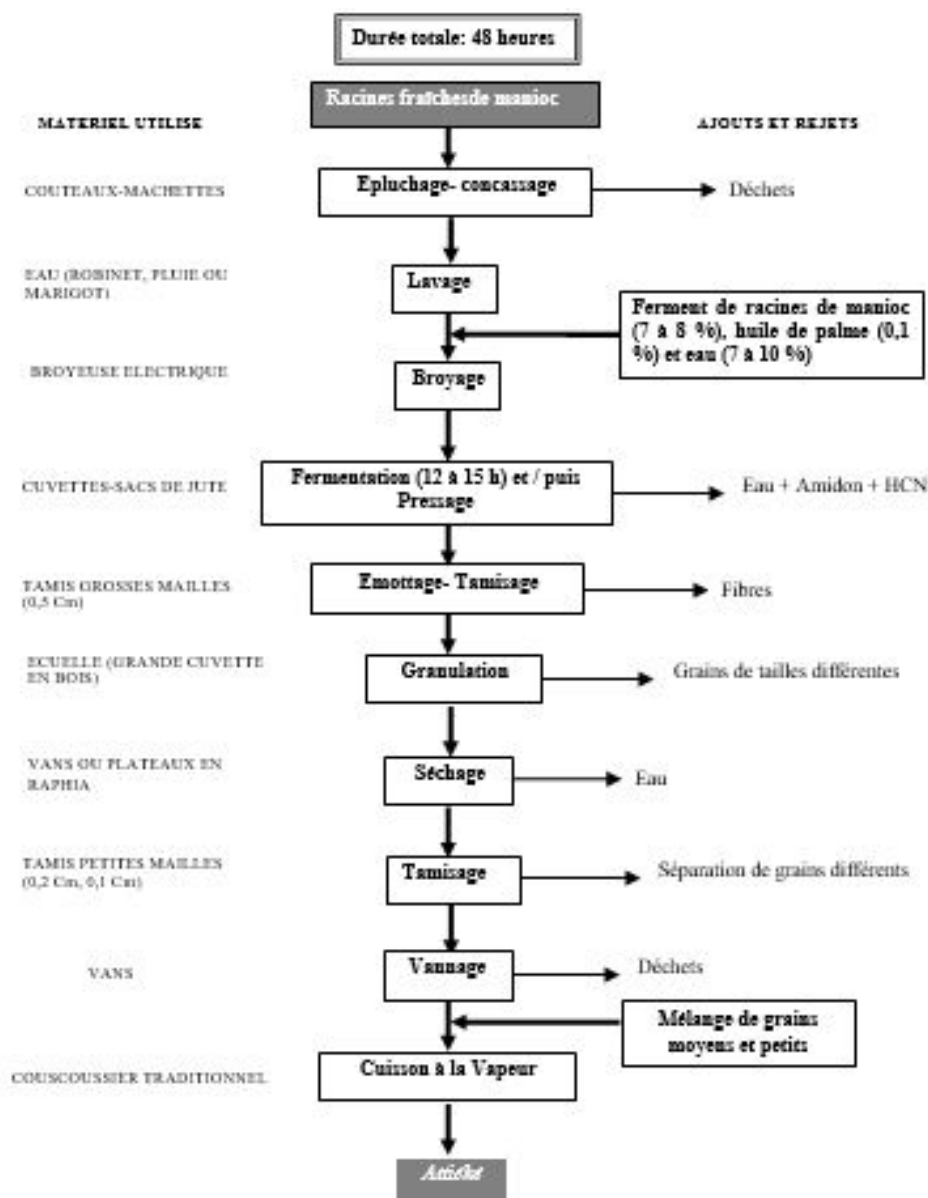 Durée totale: 48 heures
Racines fraîchesde manioc
MATERIEL UTILISE
AJOUTS ET REJETS
COUTEAUX-MACHETTES
Epluchage- concassage
Déchets
EAU (ROBINET, PLUIE OU
MARIGOT)
Lavage
Ferment de racines de manioc
(7 à 8 %), huile de palme (0,1
%) et eau (7 à 10 %)
BROYEUSE ELECTRIQUE
Broyage
CUVETTES-SACS DE JUTE
Fermentation (12 à 15 h) et / puis
Pressage
Eau + Amidon + HCN
TAMIS GROSSES MAILLES
(0,5 Cm)
Emottage- Tamisage
Fibres
ECUELLE (GRANDE CUVETTE
EN BOIS)
Granulation
Grains de tailles différentes
VANS OU PLATEAUX EN
RAPHIA
Séchage
Eau
TAMIS PETITES MAILLES
(0,2 Cm, 0,1 Cm)
Tamisage
Séparation de grains différents
VANS
Vannage
Déchets
Mélange de grains
moyens et petits
COUSCOUSSIER TRADITIONNEL
Cuisson à la Vapeur
Attiéké